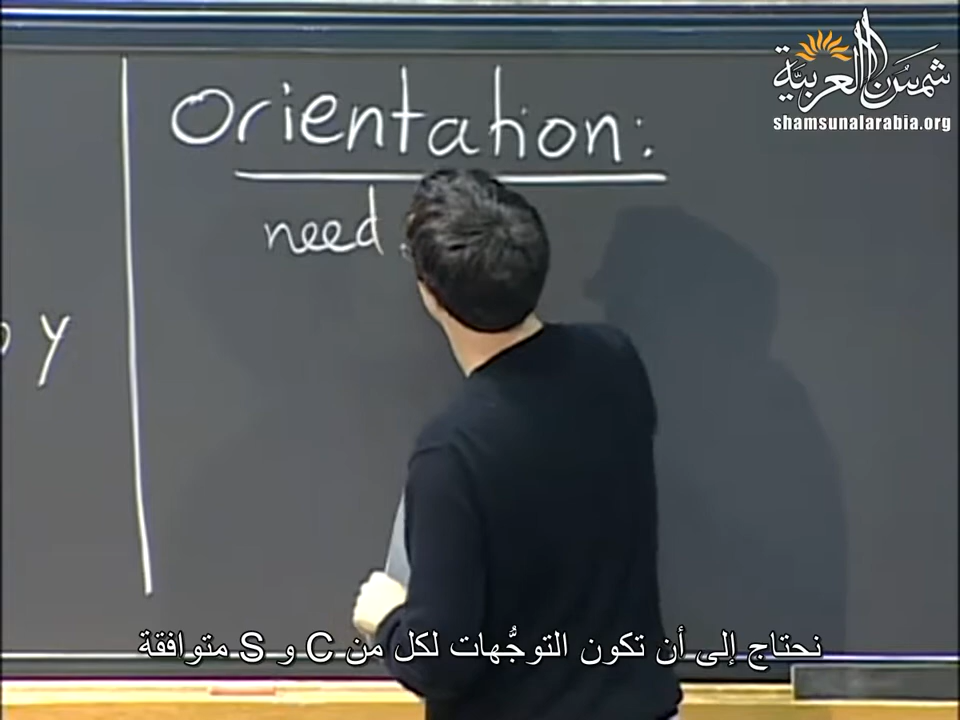 شمس العربية
shamsunalarabia.org
Orientation:
need
y
نحتاج إلى أن تكون التوجُّهات لكل من C و S متوافقة